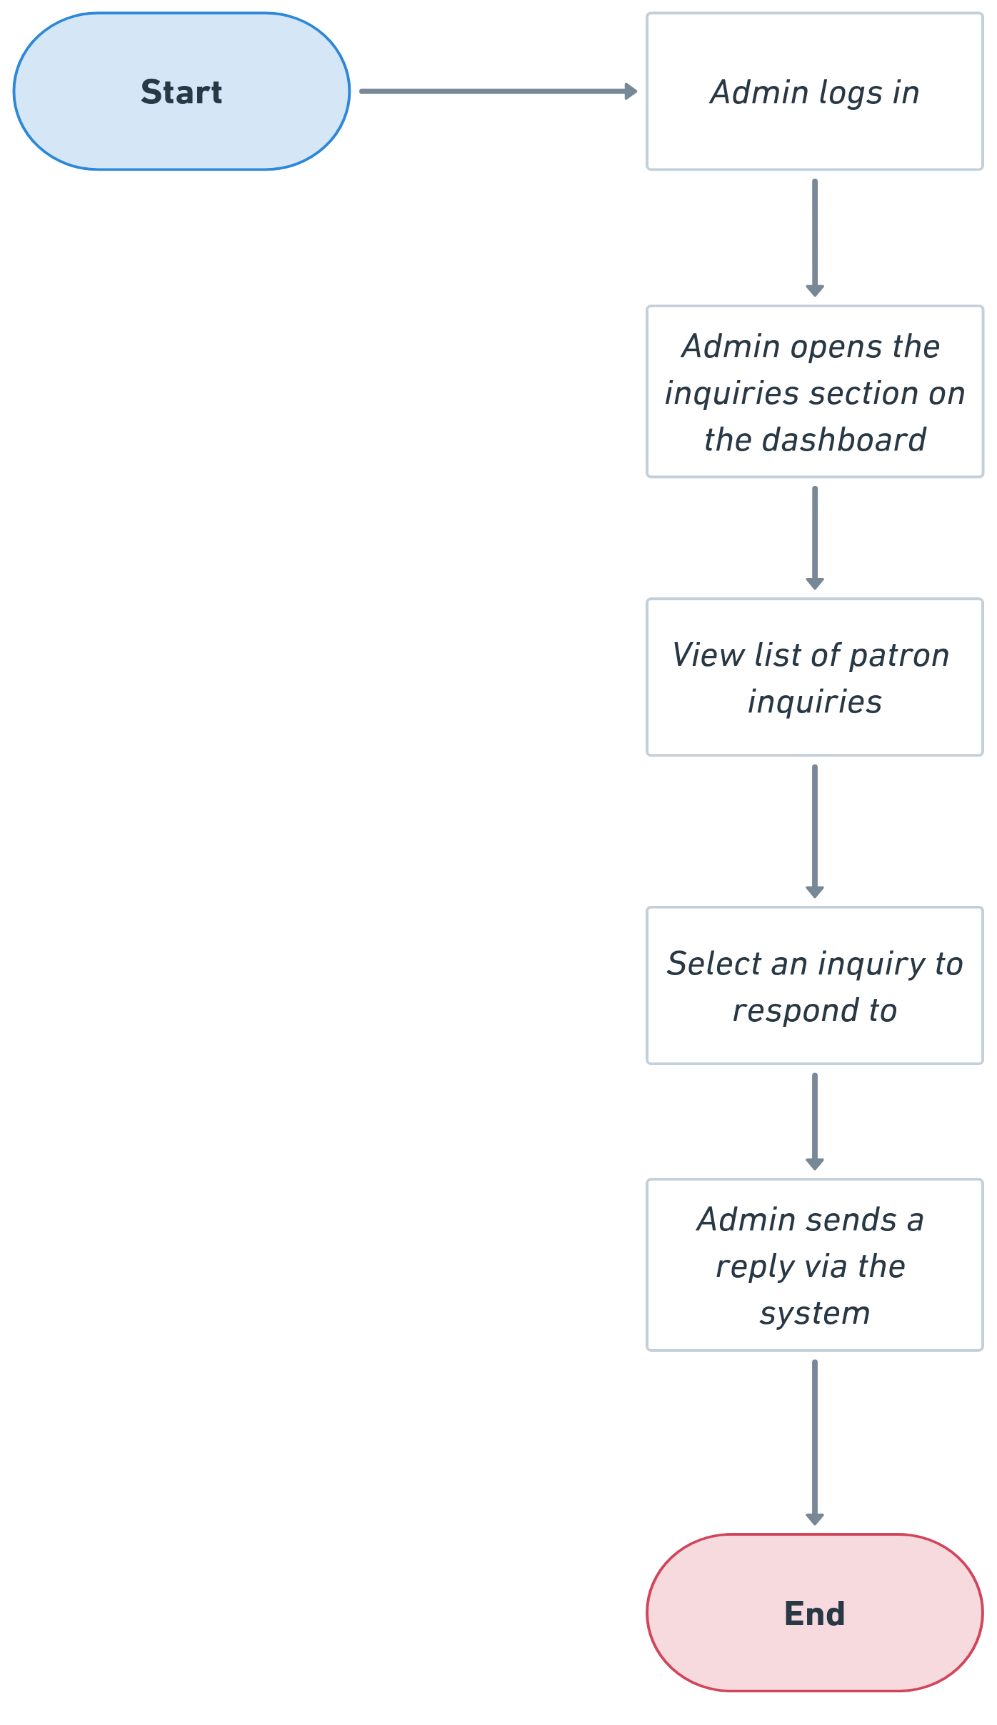 Start
Admin logs in
Admin opens the
inquiries section on
the dashboard
View list of patron
inquiries
Select an inquiry to
respond to
Admin sends a
reply via the
system
End